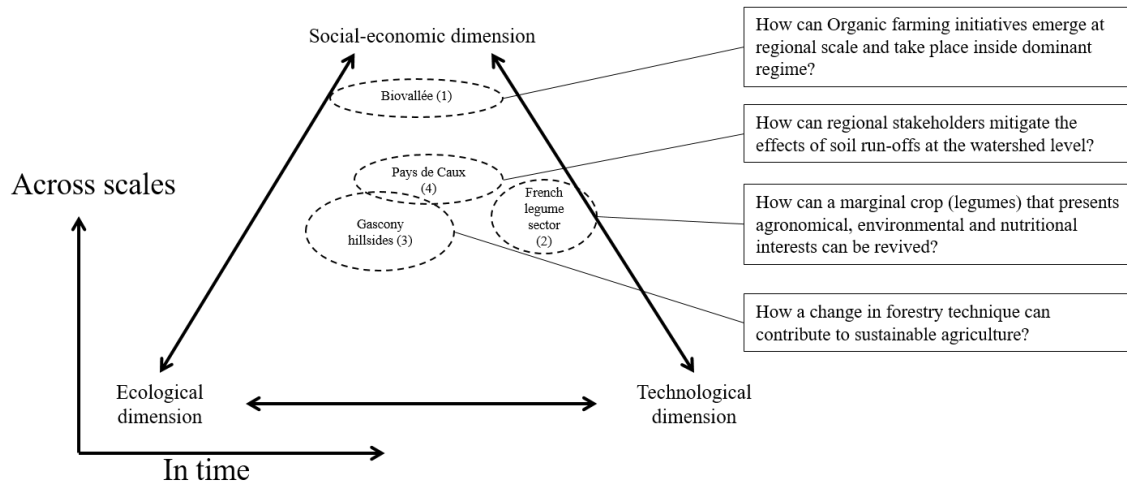 Social-economic dimension
Biovallée (1)
Pays de Caux
(4)
French
legume
sector
(2)
Gascony
hillsides (3)
Across scales
Ecological
dimension
Technological
dimension
In time
How can Organic farming initiatives emerge at
regional scale and take place inside dominant
regime?
How can regional stakeholders mitigate the
effects of soil run-offs at the watershed level?
How can a marginal crop (legumes) that presents
agronomical, environmental and nutritional
interests can be revived?
How a change in forestry technique can
contribute to sustainable agriculture?